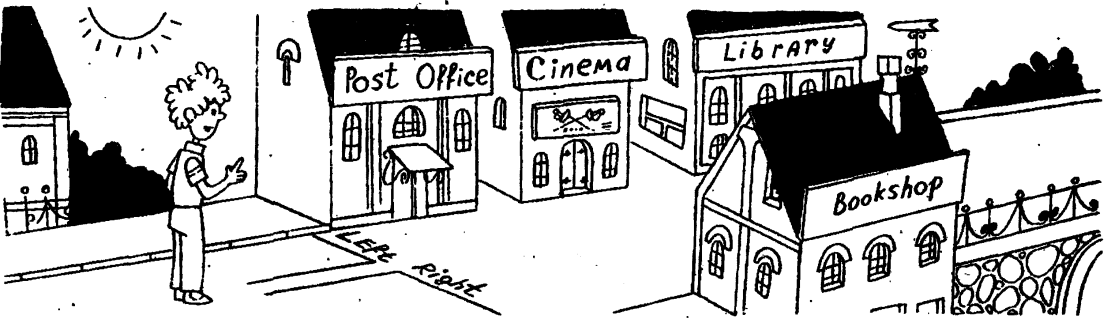 Post Office
Cinema
Library
Bookshop
Left
Right